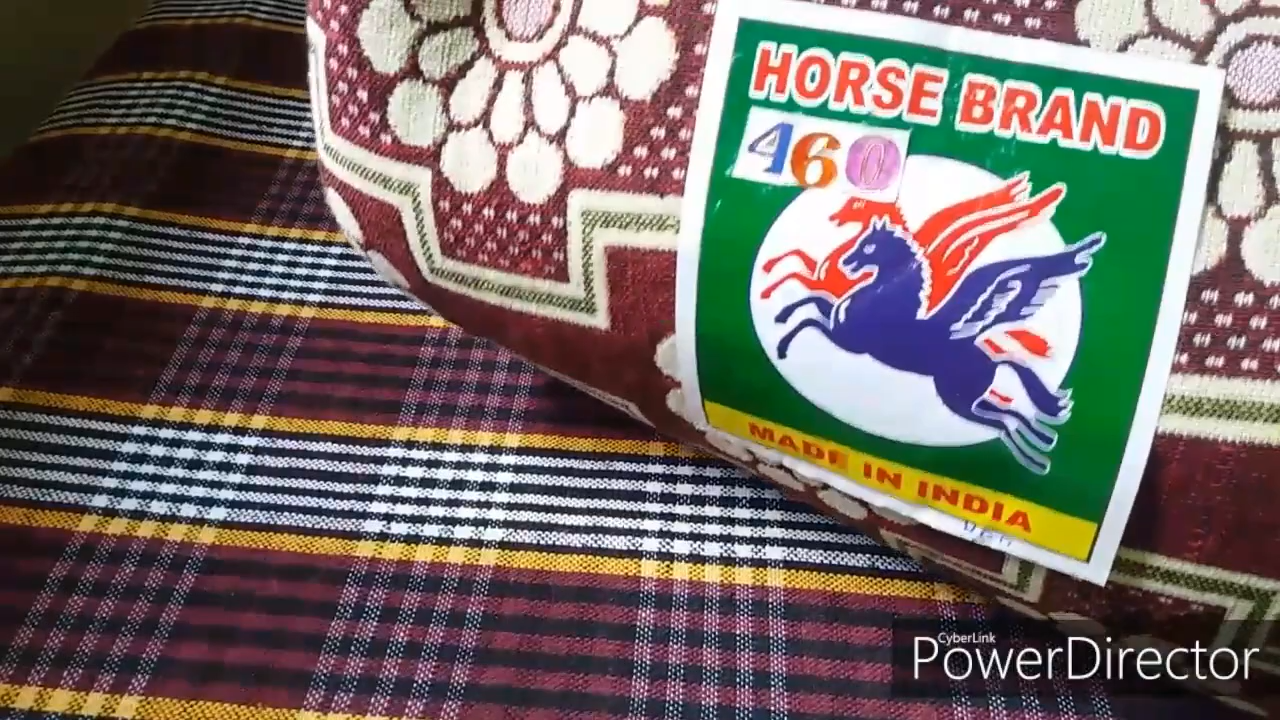 HORSE BRAND
460
MADE IN INDIA
CyberLink
PowerDirector